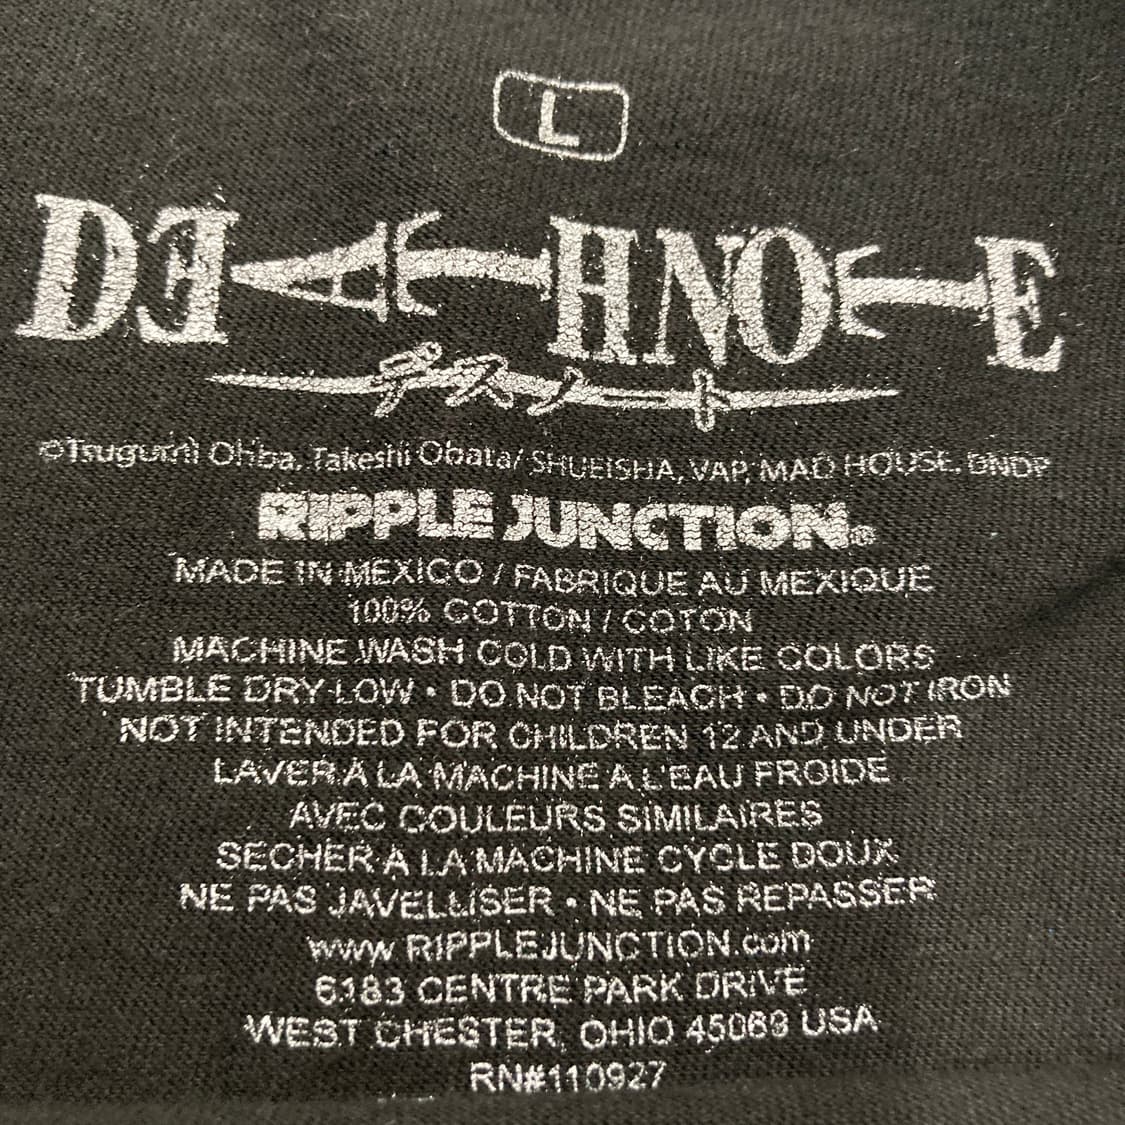 L
DEATH NOTE
デスノート
©Tsugumi Ohba, Takeshi Obata/ SHUEISHA, VAP, MAD HOUSE, DNDP
RIPPLE JUNCTION®
MADE IN MEXICO / FABRIQUE AU MEXIQUE
100% COTTON / COTON
MACHINE WASH COLD WITH LIKE COLORS
TUMBLE DRY LOW • DO NOT BLEACH • DO NOT IRON
NOT INTENDED FOR CHILDREN 12 AND UNDER
LAVER A LA MACHINE A L'EAU FROIDE
AVEC COULEURS SIMILAIRES
SECHER A LA MACHINE CYCLE DOUX
NE PAS JAVELLISER • NE PAS REPASSER
www.RIPPLEJUNCTION.com
6183 CENTRE PARK DRIVE
WEST CHESTER, OHIO 45069 USA
RN#110927